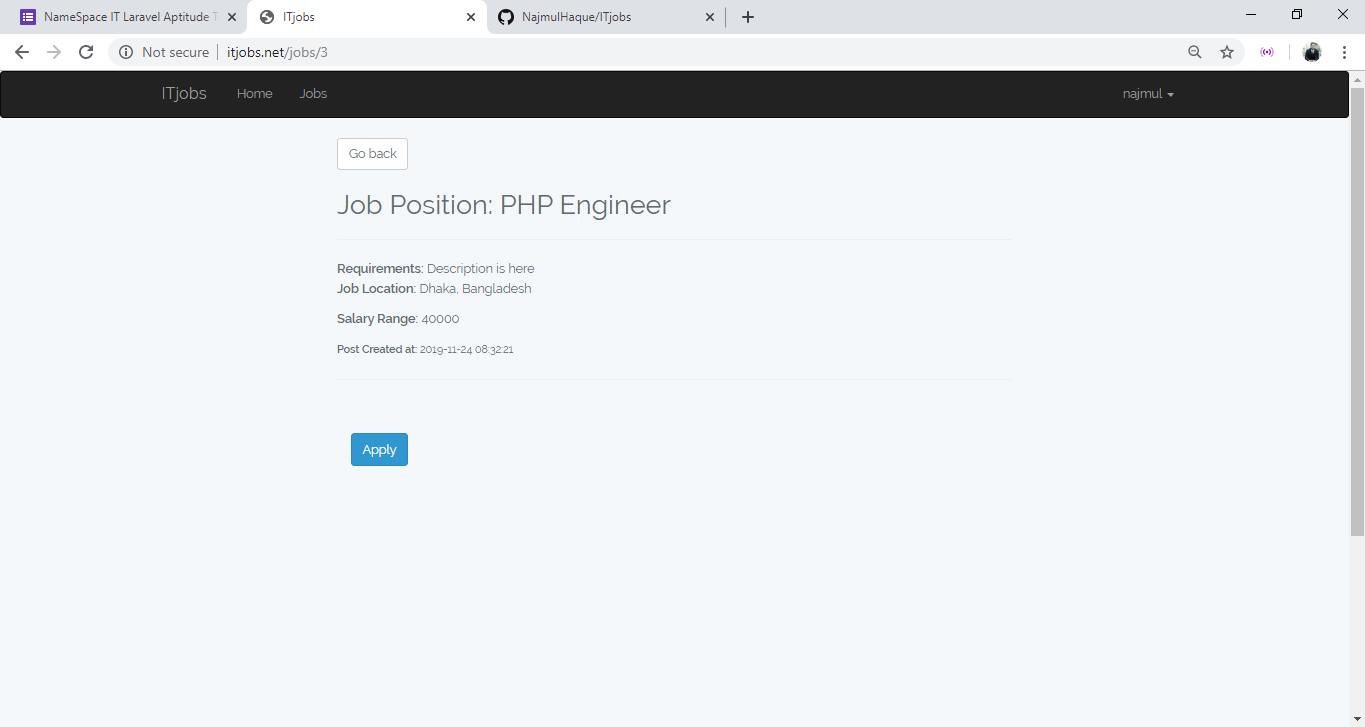 NameSpace IT Laravel Aptitude T
ITjobs
NajmulHaque/ITjobs
Not secure
itjobs.net/jobs/3
ITjobs
Home
Jobs
najmul
Go back
Job Position: PHP Engineer
Requirements: Description is here
Job Location: Dhaka, Bangladesh
Salary Range: 40000
Post Created at: 2019-11-24 08:32:21
Apply